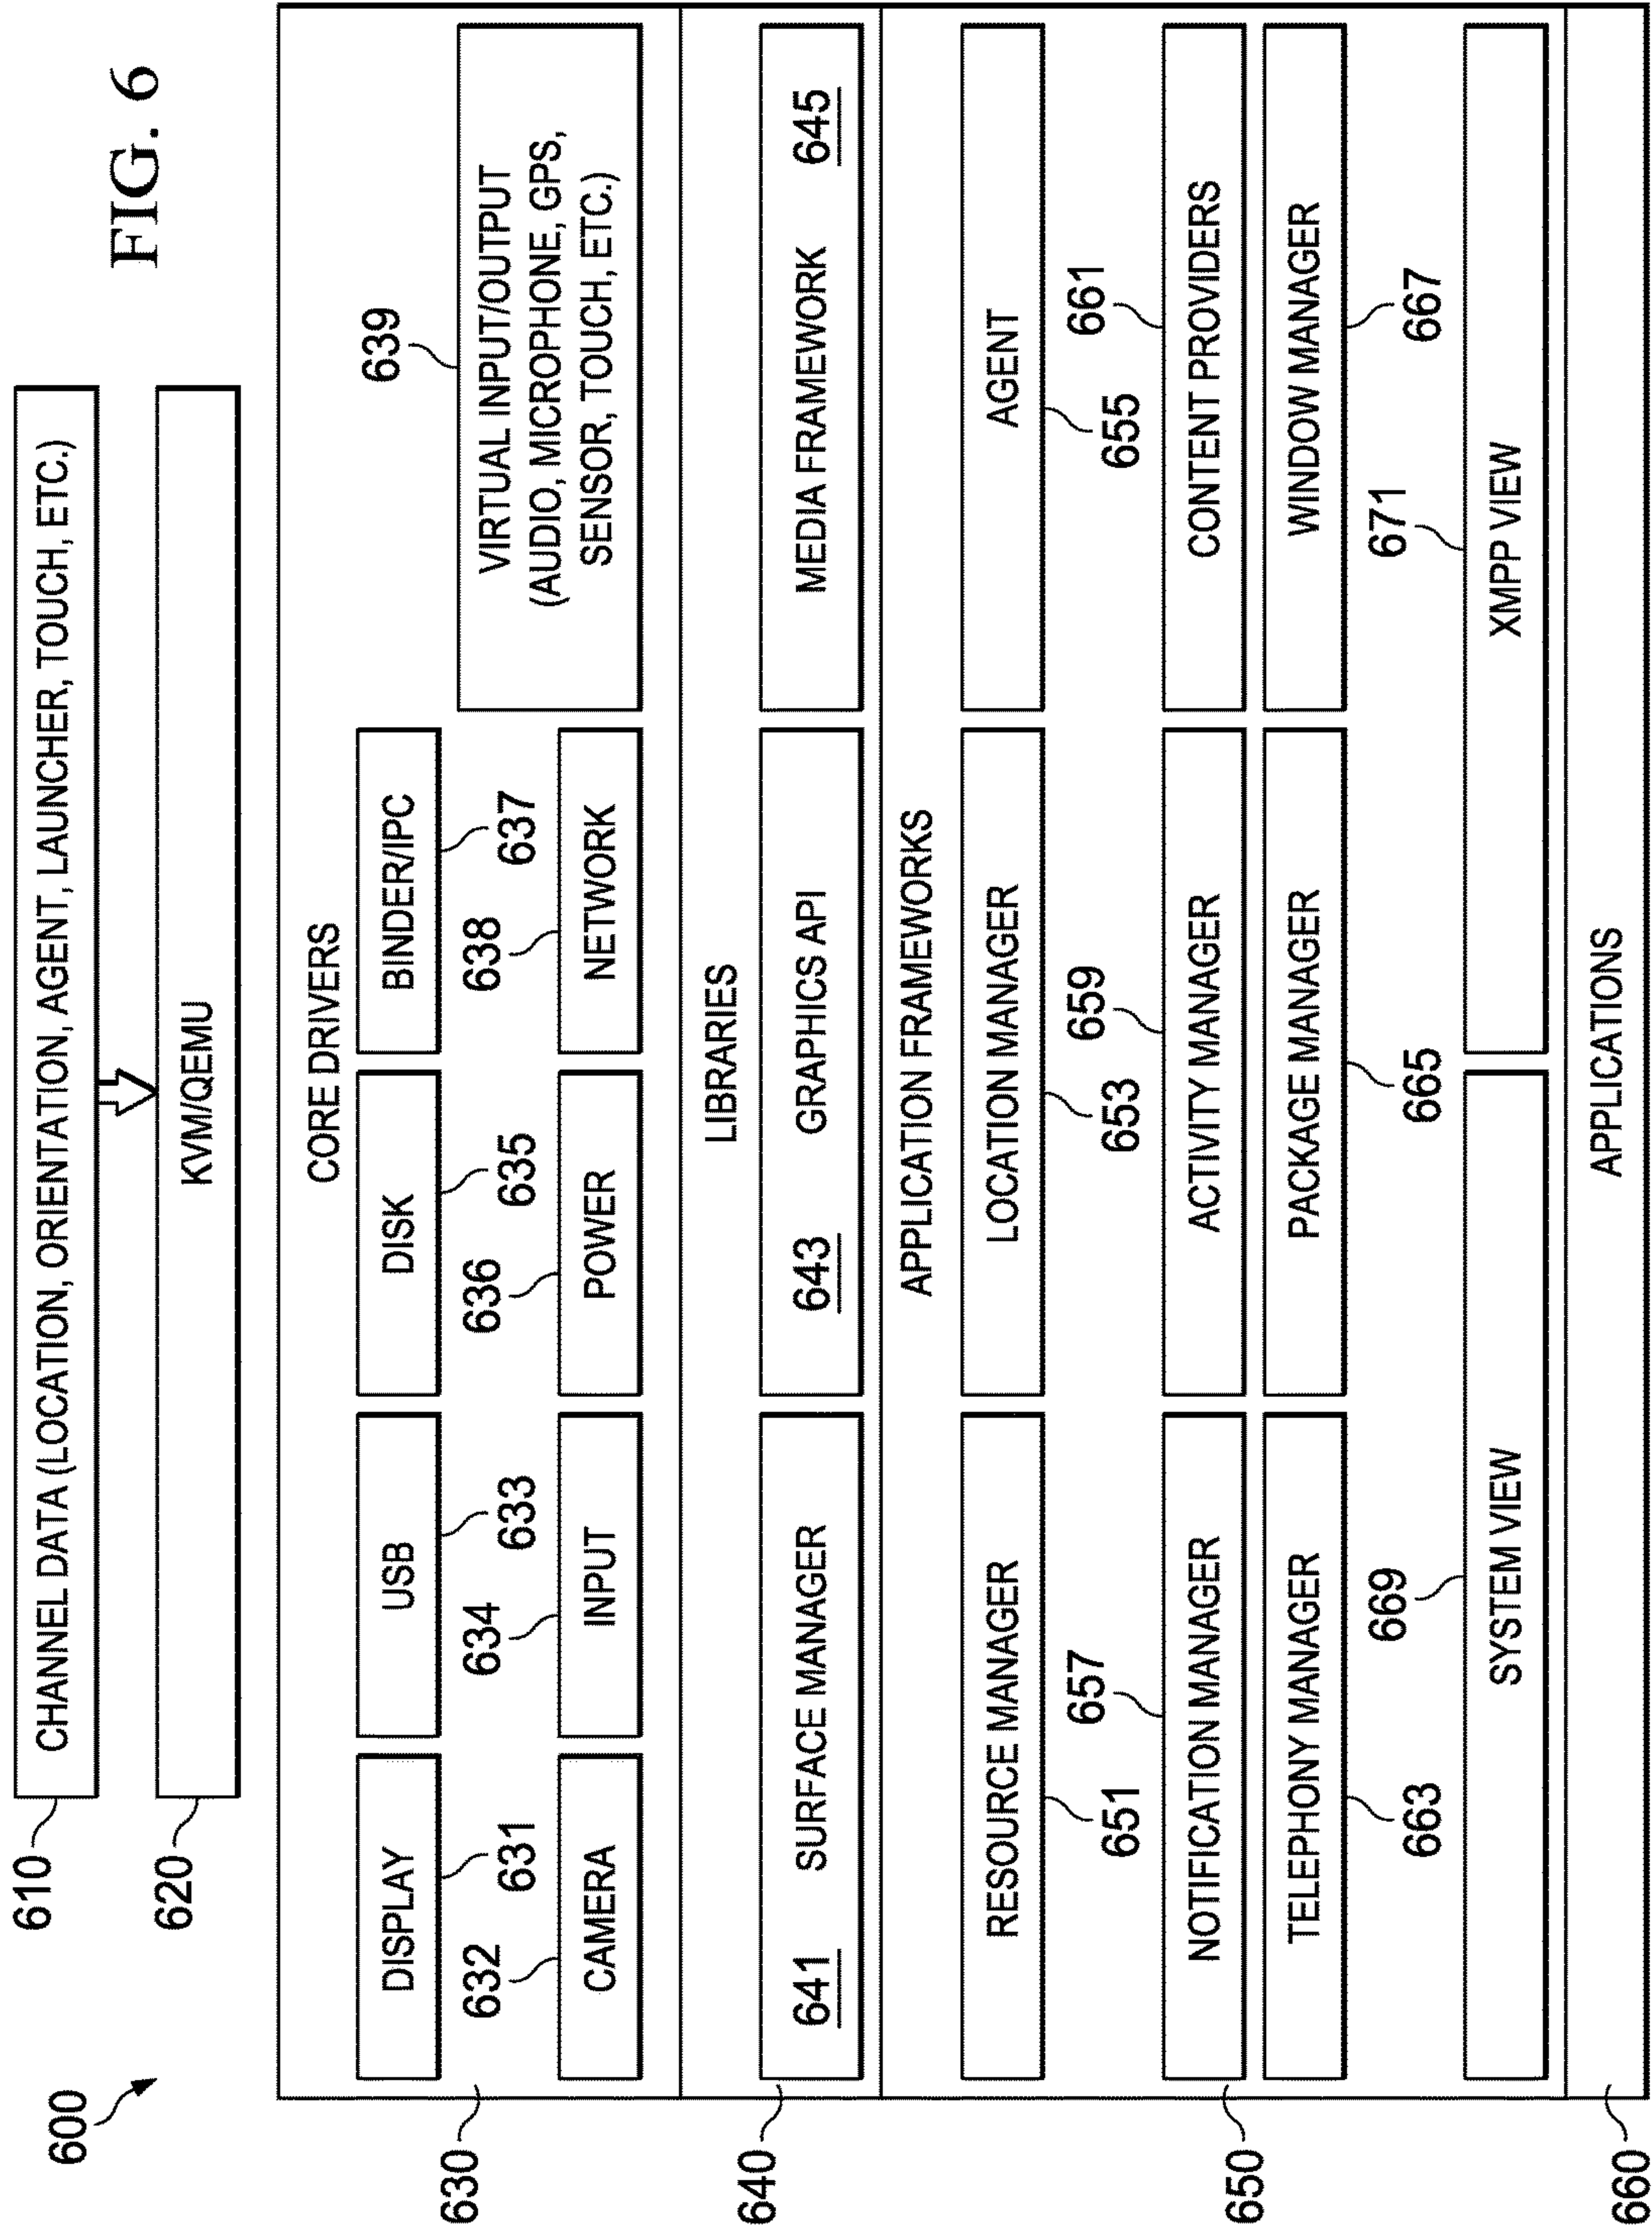 FIG. 6
600
610
CHANNEL DATA (LOCATION, ORIENTATION, AGENT, LAUNCHER, TOUCH, ETC.)
620
KVM/QEMU
630
CORE DRIVERS
DISPLAY
USB
DISK
BINDER/IPC
631
633
635
637
639
632
634
636
638
CAMERA
INPUT
POWER
NETWORK
VIRTUAL INPUT/OUTPUT
(AUDIO, MICROPHONE, GPS,
SENSOR, TOUCH, ETC.)
640
LIBRARIES
641 SURFACE MANAGER
643 GRAPHICS API
MEDIA FRAMEWORK 645
650
APPLICATION FRAMEWORKS
RESOURCE MANAGER
LOCATION MANAGER
AGENT
651
653
655
657
659
661
NOTIFICATION MANAGER
ACTIVITY MANAGER
CONTENT PROVIDERS
TELEPHONY MANAGER
PACKAGE MANAGER
WINDOW MANAGER
663
665
667
669
671
SYSTEM VIEW
XMPP VIEW
660
APPLICATIONS